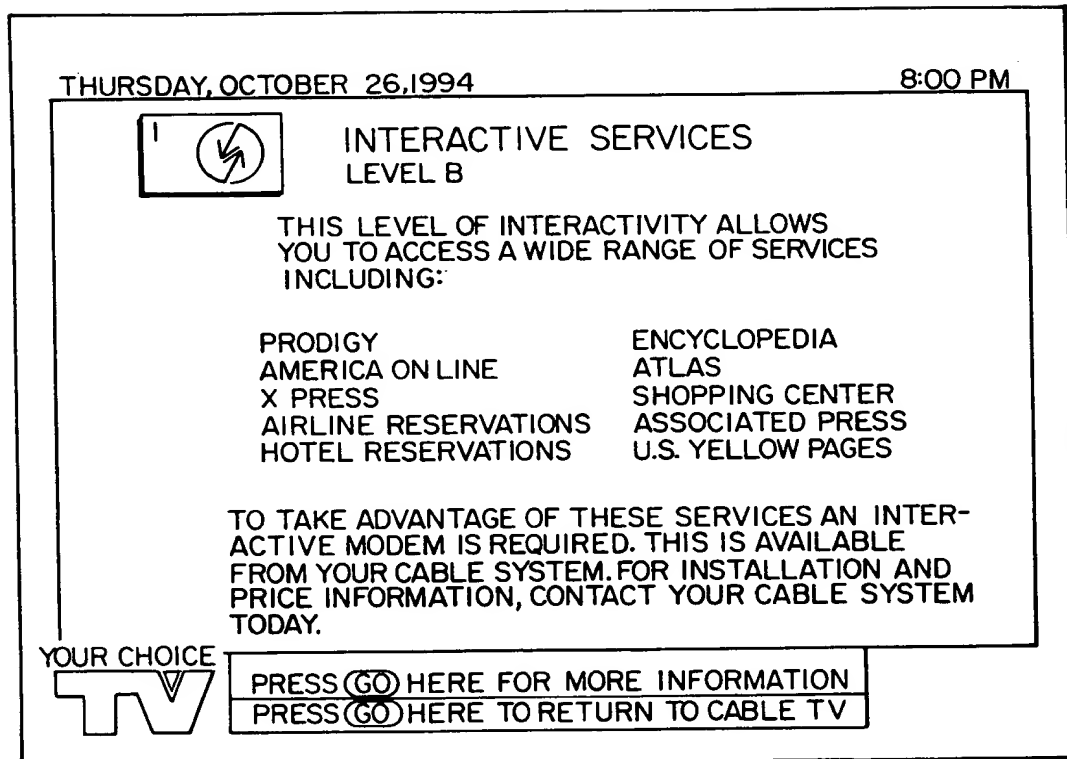 THURSDAY, OCTOBER 26,1994 8:00 PM
I
INTERACTIVE SERVICES
LEVEL B
THIS LEVEL OF INTERACTIVITY ALLOWS
YOU TO ACCESS A WIDE RANGE OF SERVICES
INCLUDING:
PRODIGY ENCYCLOPEDIA
AMERICA ON LINE ATLAS
X PRESS SHOPPING CENTER
AIRLINE RESERVATIONS ASSOCIATED PRESS
HOTEL RESERVATIONS U.S. YELLOW PAGES
TO TAKE ADVANTAGE OF THESE SERVICES AN INTER-
ACTIVE MODEM IS REQUIRED. THIS IS AVAILABLE
FROM YOUR CABLE SYSTEM. FOR INSTALLATION AND
PRICE INFORMATION, CONTACT YOUR CABLE SYSTEM
TODAY.
YOUR CHOICE
TV
PRESS GO HERE FOR MORE INFORMATION
PRESS GO HERE TO RETURN TO CABLE TV